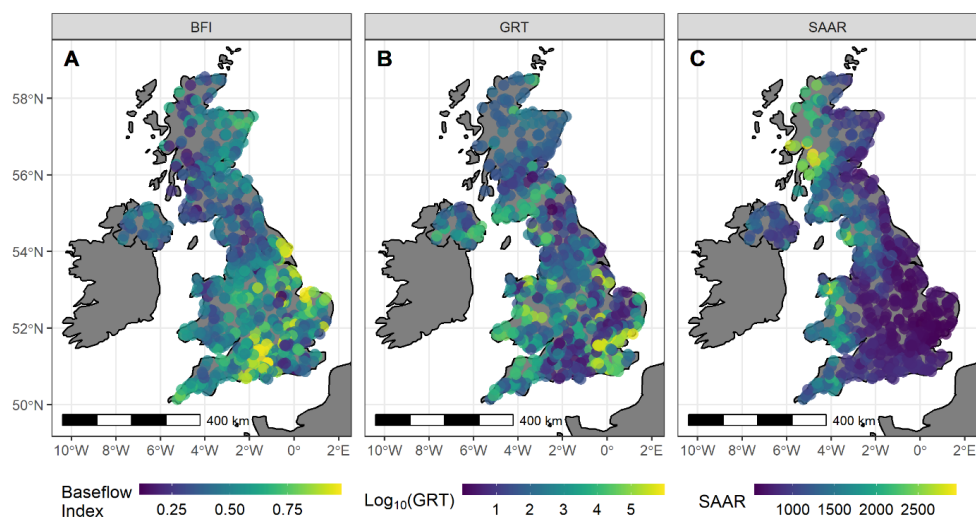 BFI
GRT
SAAR
A
B
C
58°N
56°N
54°N
52°N
50°N
400 km
400 km
400 km
10°W 8°W 6°W 4°W 2°W 0° 2°E
10°W 8°W 6°W 4°W 2°W 0° 2°E
10°W 8°W 6°W 4°W 2°W 0° 2°E
Baseflow
Index
0.25 0.50 0.75
Log10(GRT)
1 2 3 4 5
SAAR
1000 1500 2000 2500